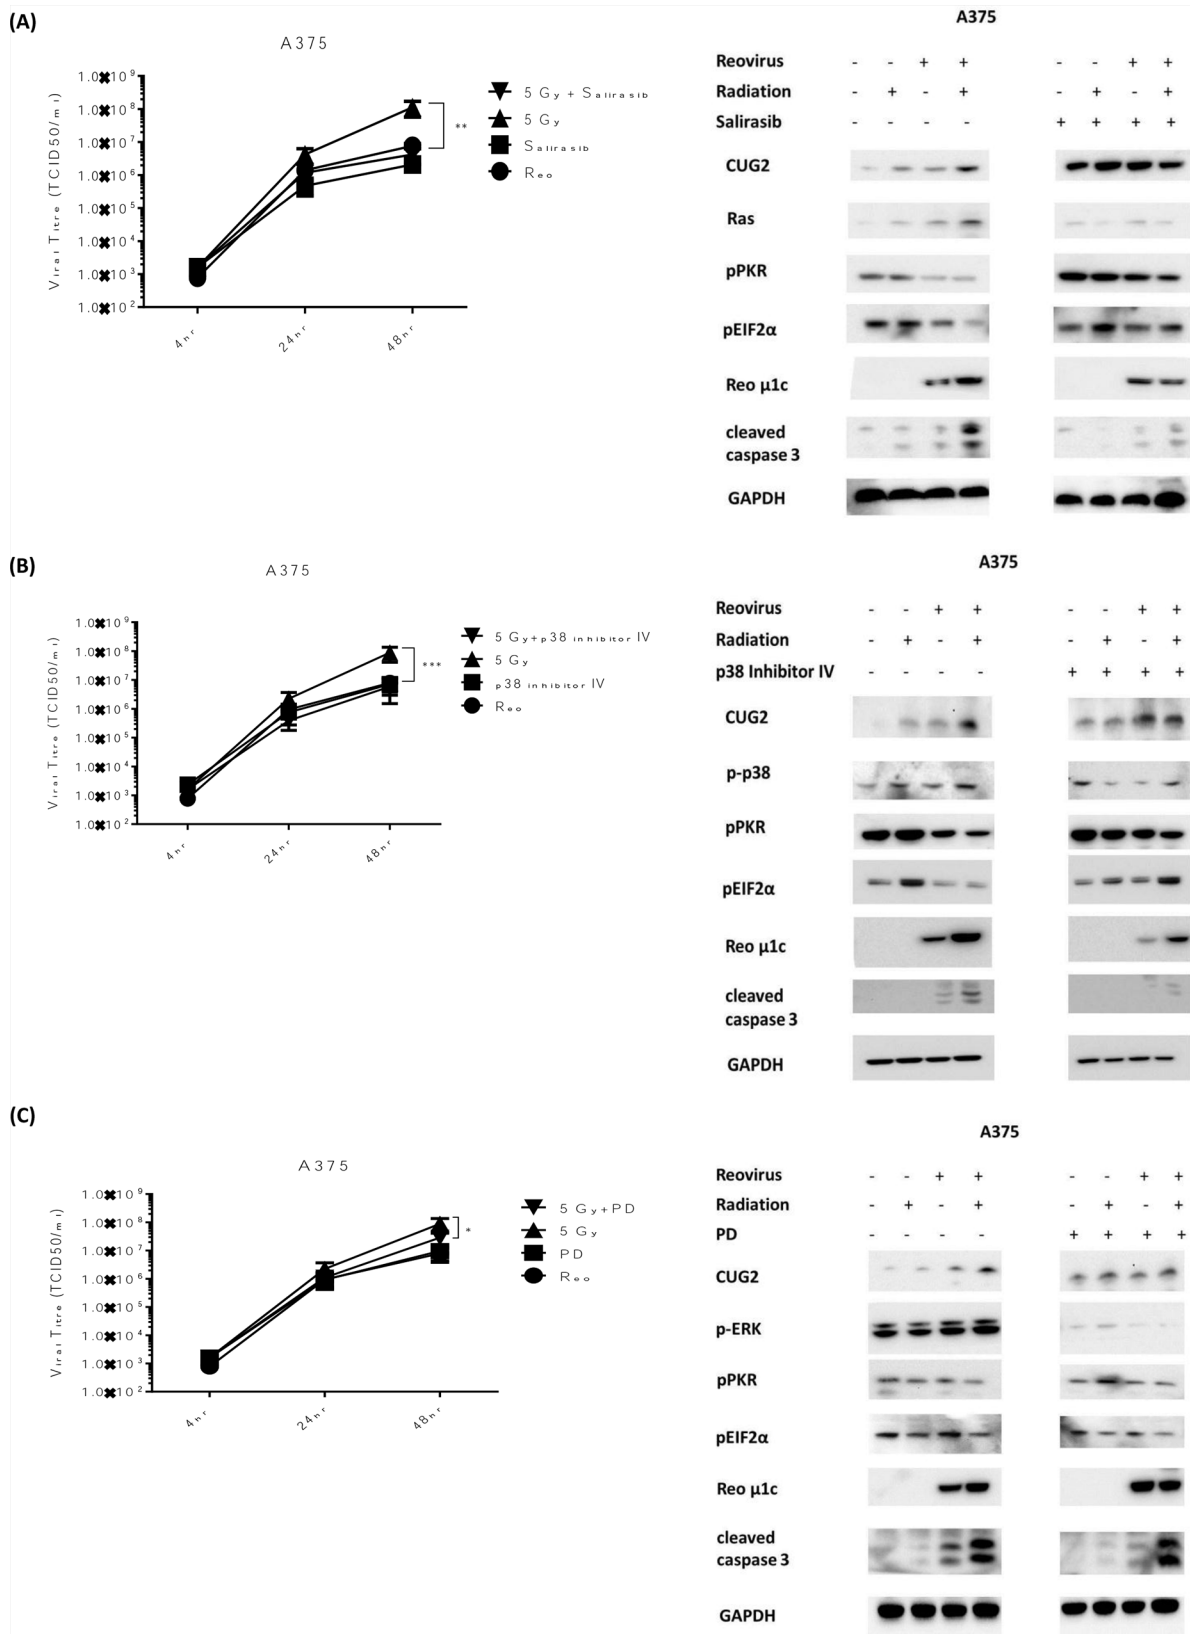 (A)
A375
1.0✖10⁹
1.0✖10⁸
1.0✖10⁷
1.0✖10⁶
1.0✖10⁵
1.0✖10⁴
1.0✖10³
1.0✖10²
Viral Titre (TCID50/ml)
4hr
24hr
48hr
**
5 Gy + Salirasib
5 Gy
Salirasib
Reo
A375
Reovirus - - + + - - + +
Radiation - + - + - + - +
Salirasib - - - - + + + +
CUG2
Ras
pPKR
pEIF2α
Reo µ1c
cleaved
caspase 3
GAPDH
(B)
A375
1.0✖10⁹
1.0✖10⁸
1.0✖10⁷
1.0✖10⁶
1.0✖10⁵
1.0✖10⁴
1.0✖10³
1.0✖10²
Viral Titre (TCID50/ml)
4hr
24hr
48hr
***
5 Gy+p38 inhibitor IV
5 Gy
p38 inhibitor IV
Reo
A375
Reovirus - - + + - - + +
Radiation - + - + - + - +
p38 Inhibitor IV - - - - + + + +
CUG2
p-p38
pPKR
pEIF2α
Reo µ1c
cleaved
caspase 3
GAPDH
(C)
A375
1.0✖10⁹
1.0✖10⁸
1.0✖10⁷
1.0✖10⁶
1.0✖10⁵
1.0✖10⁴
1.0✖10³
1.0✖10²
Viral Titre (TCID50/ml)
4hr
24hr
48hr
*
5 Gy+PD
5 Gy
PD
Reo
A375
Reovirus - - + + - - + +
Radiation - + - + - + - +
PD - - - - + + + +
CUG2
p-ERK
pPKR
pEIF2α
Reo µ1c
cleaved
caspase 3
GAPDH